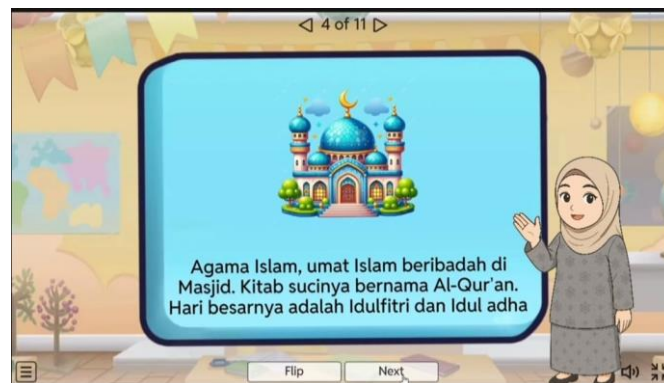 4 of 11
Agama Islam, umat Islam beribadah di
Masjid. Kitab sucinya bernama Al-Qur'an.
Hari besarnya adalah Idulfitri dan Idul adha
Flip
Next